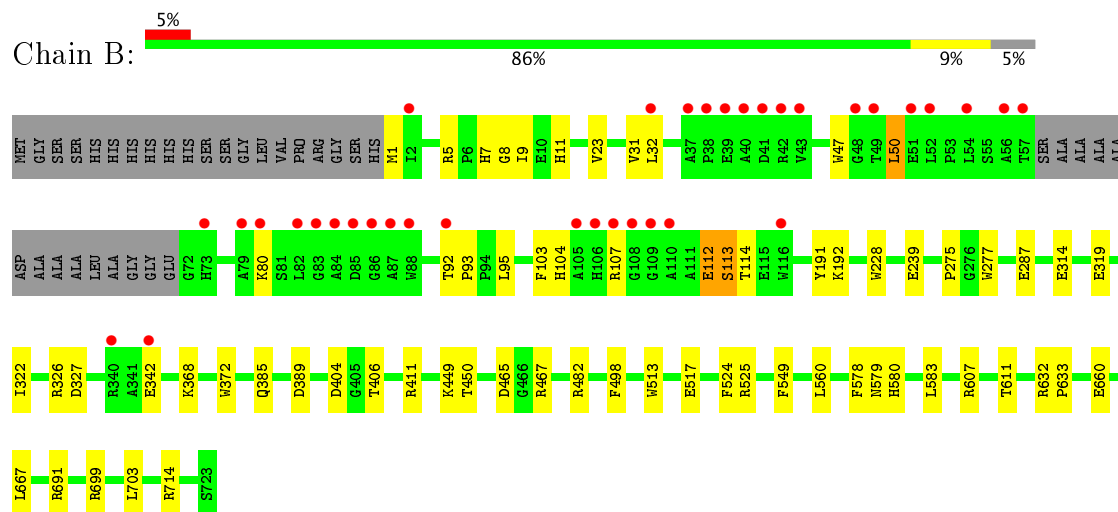 5%
Chain B:
86% 9% 5%
MET GLY SER SER HIS HIS HIS HIS HIS HIS HIS HIS SER SER GLY LEU VAL PRO ARG GLY SER HIS M1 I2 R5 P6 H7 G8 I9 E10 H11 V23 V31 L32 A37 P38 E39 A40 D41 R42 V43 W47 G48 T49 L50 E51 L52 P53 L54 S55 A56 T57 SER ALA ALA ALA ALA
ASP ALA ALA ALA LEU ALA GLY GLY GLU G72 H73 A79 K80 S81 L82 G83 A84 D85 G86 A87 W88 T92 P93 P94 L95 F103 H104 A105 H106 R107 G108 G109 A110 A111 E112 S113 T114 E115 W116 Y191 K192 W228 E239 P275 G276 W277 E287 E314 E319
I322 R326 D327 R340 A341 E342 K368 W372 Q385 D389 D404 G405 T406 R411 K449 T450 D465 G466 R467 R482 F498 W513 E517 F524 R525 F549 L560 F578 N579 H580 L583 R607 T611 R632 P633 E660
L667 R691 R699 L703 R714 S723